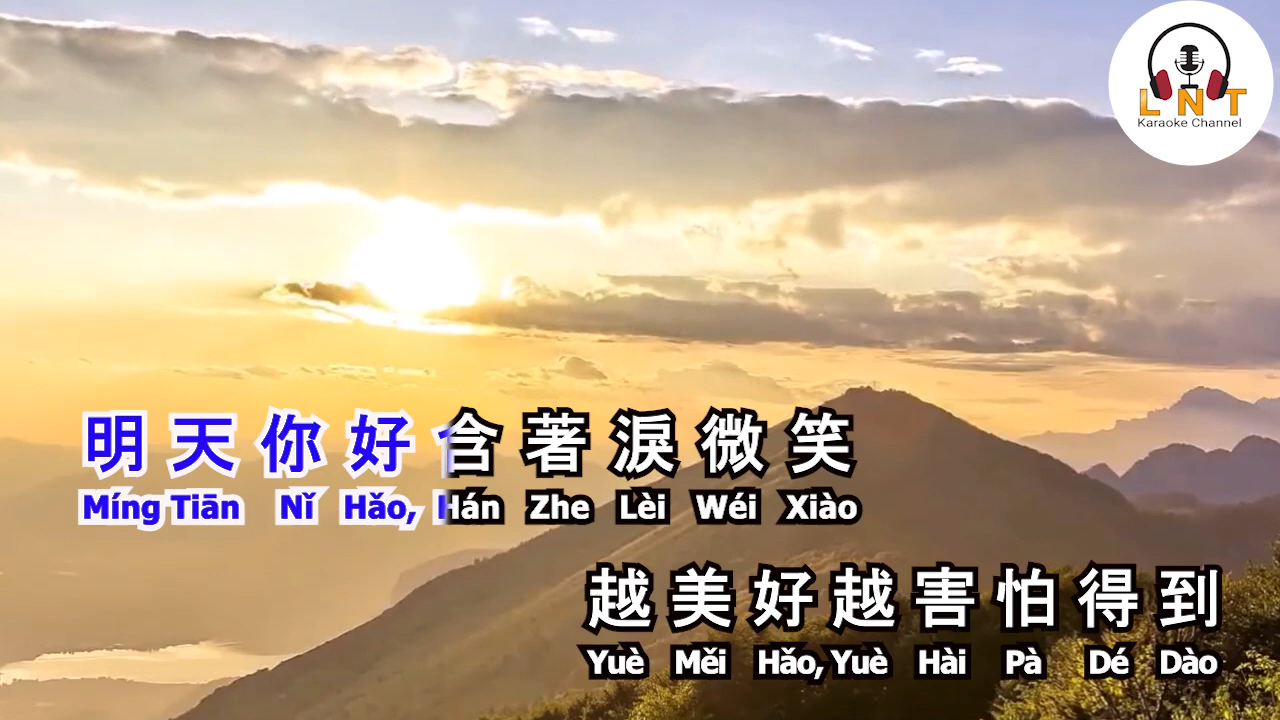 L N T
Karaoke Channel
明天你好含著淚微笑
Míng Tiān Nǐ Hǎo, Hán Zhe Lèi Wéi Xiào
越美好越害怕得到
Yuè Měi Hǎo, Yuè Hài Pà Dé Dào